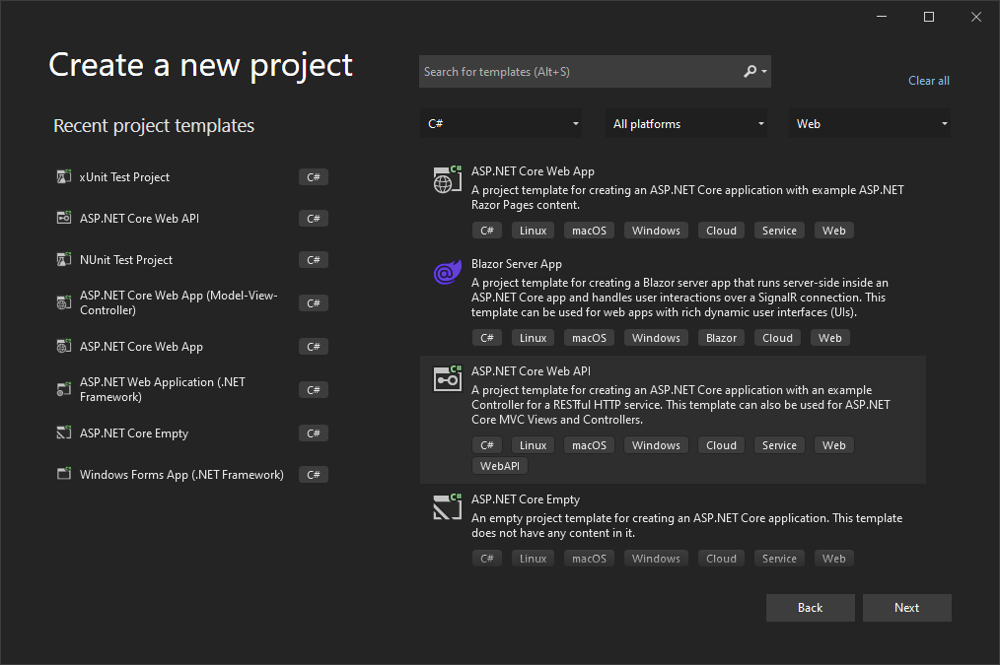 Create a new project
Search for templates (Alt+S)
Clear all
Recent project templates
C#
All platforms
Web
xUnit Test Project
C#
ASP.NET Core Web API
C#
NUnit Test Project
C#
ASP.NET Core Web App (Model-View-
Controller)
C#
ASP.NET Core Web App
C#
ASP.NET Web Application (.NET
Framework)
C#
ASP.NET Core Empty
C#
Windows Forms App (.NET Framework)
C#
C#
ASP.NET Core Web App
A project template for creating an ASP.NET Core application with example ASP.NET
Razor Pages content.
C# Linux macOS Windows Cloud Service Web
Blazor Server App
A project template for creating a Blazor server app that runs server-side inside an
ASP.NET Core app and handles user interactions over a SignalR connection. This
template can be used for web apps with rich dynamic user interfaces (UIs).
C# Linux macOS Windows Blazor Cloud Web
C#
ASP.NET Core Web API
A project template for creating an ASP.NET Core application with an example
Controller for a RESTful HTTP service. This template can also be used for ASP.NET
Core MVC Views and Controllers.
C# Linux macOS Windows Cloud Service Web
WebAPI
C#
ASP.NET Core Empty
An empty project template for creating an ASP.NET Core application. This template
does not have any content in it.
C# Linux macOS Windows Cloud Service Web
Back
Next